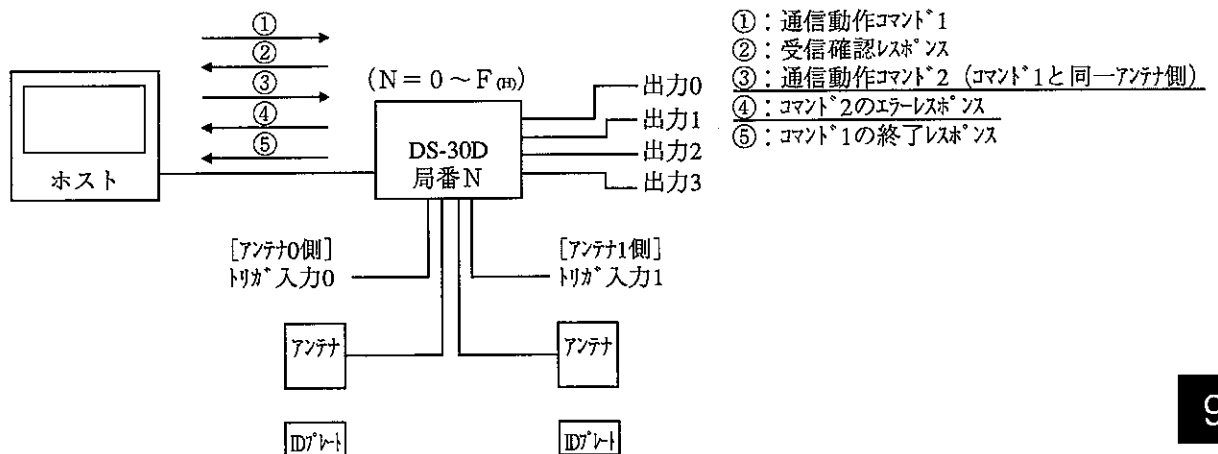 ①
②
③
④
⑤
ホスト
(N = 0 ~ F(H))
DS-30D
局番N
出力0
出力1
出力2
出力3
①：通信動作ｺﾏﾝﾄﾞ1
②：受信確認ﾚｽﾎﾟﾝｽ
③：通信動作ｺﾏﾝﾄﾞ2（ｺﾏﾝﾄﾞ1と同一ｱﾝﾃﾅ側）
④：ｺﾏﾝﾄﾞ2のｴﾗｰﾚｽﾎﾟﾝｽ
⑤：ｺﾏﾝﾄﾞ1の終了ﾚｽﾎﾟﾝｽ
[ｱﾝﾃﾅ0側]
ﾄﾘｶﾞ入力0
[ｱﾝﾃﾅ1側]
ﾄﾘｶﾞ入力1
アンテナ
アンテナ
IDﾌﾟﾚｰﾄ
IDﾌﾟﾚｰﾄ
9